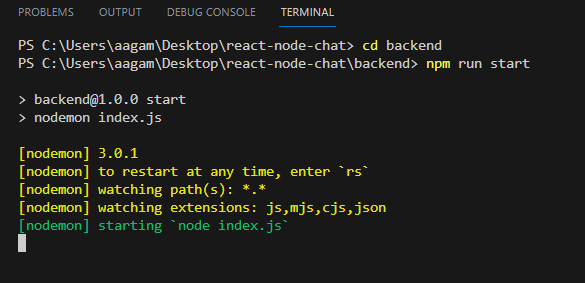 PROBLEMS OUTPUT DEBUG CONSOLE TERMINAL
PS C:\Users\aagam\Desktop\react-node-chat> cd backend
PS C:\Users\aagam\Desktop\react-node-chat\backend> npm run start
> backend@1.0.0 start
> nodemon index.js
[nodemon] 3.0.1
[nodemon] to restart at any time, enter `rs`
[nodemon] watching path(s): *.*
[nodemon] watching extensions: js,mjs,cjs,json
[nodemon] starting `node index.js`